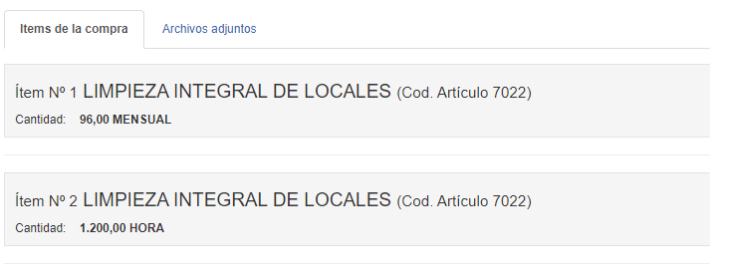 Items de la compra Archivos adjuntos
Ítem Nº 1 LIMPIEZA INTEGRAL DE LOCALES (Cod. Artículo 7022)
Cantidad: 96,00 MENSUAL
Ítem Nº 2 LIMPIEZA INTEGRAL DE LOCALES (Cod. Artículo 7022)
Cantidad: 1.200,00 HORA